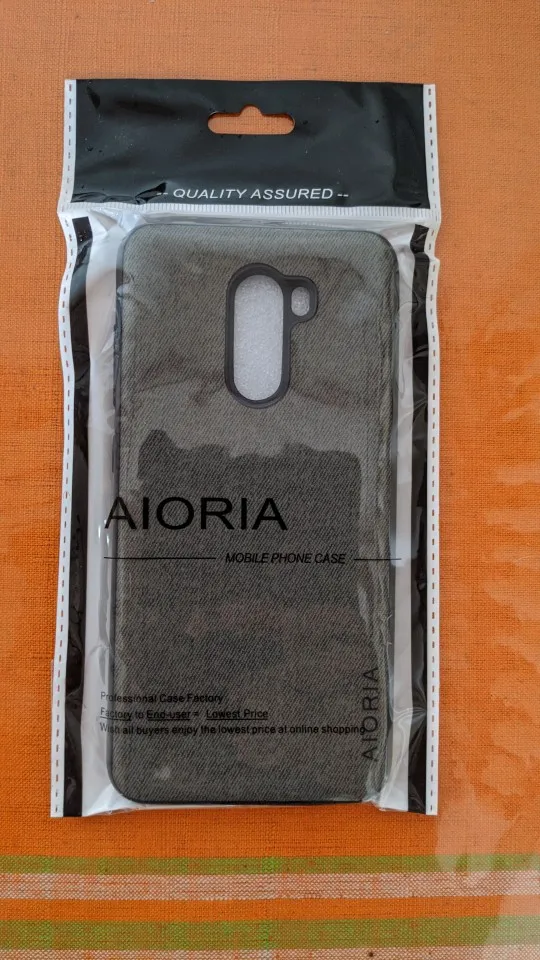 -- QUALITY ASSURED --
AIORIA
MOBILE PHONE CASE
Professional Case Factory
Factory to End-user = Lowest Price
Wish all buyers enjoy the lowest price at online shopping
AIORIA